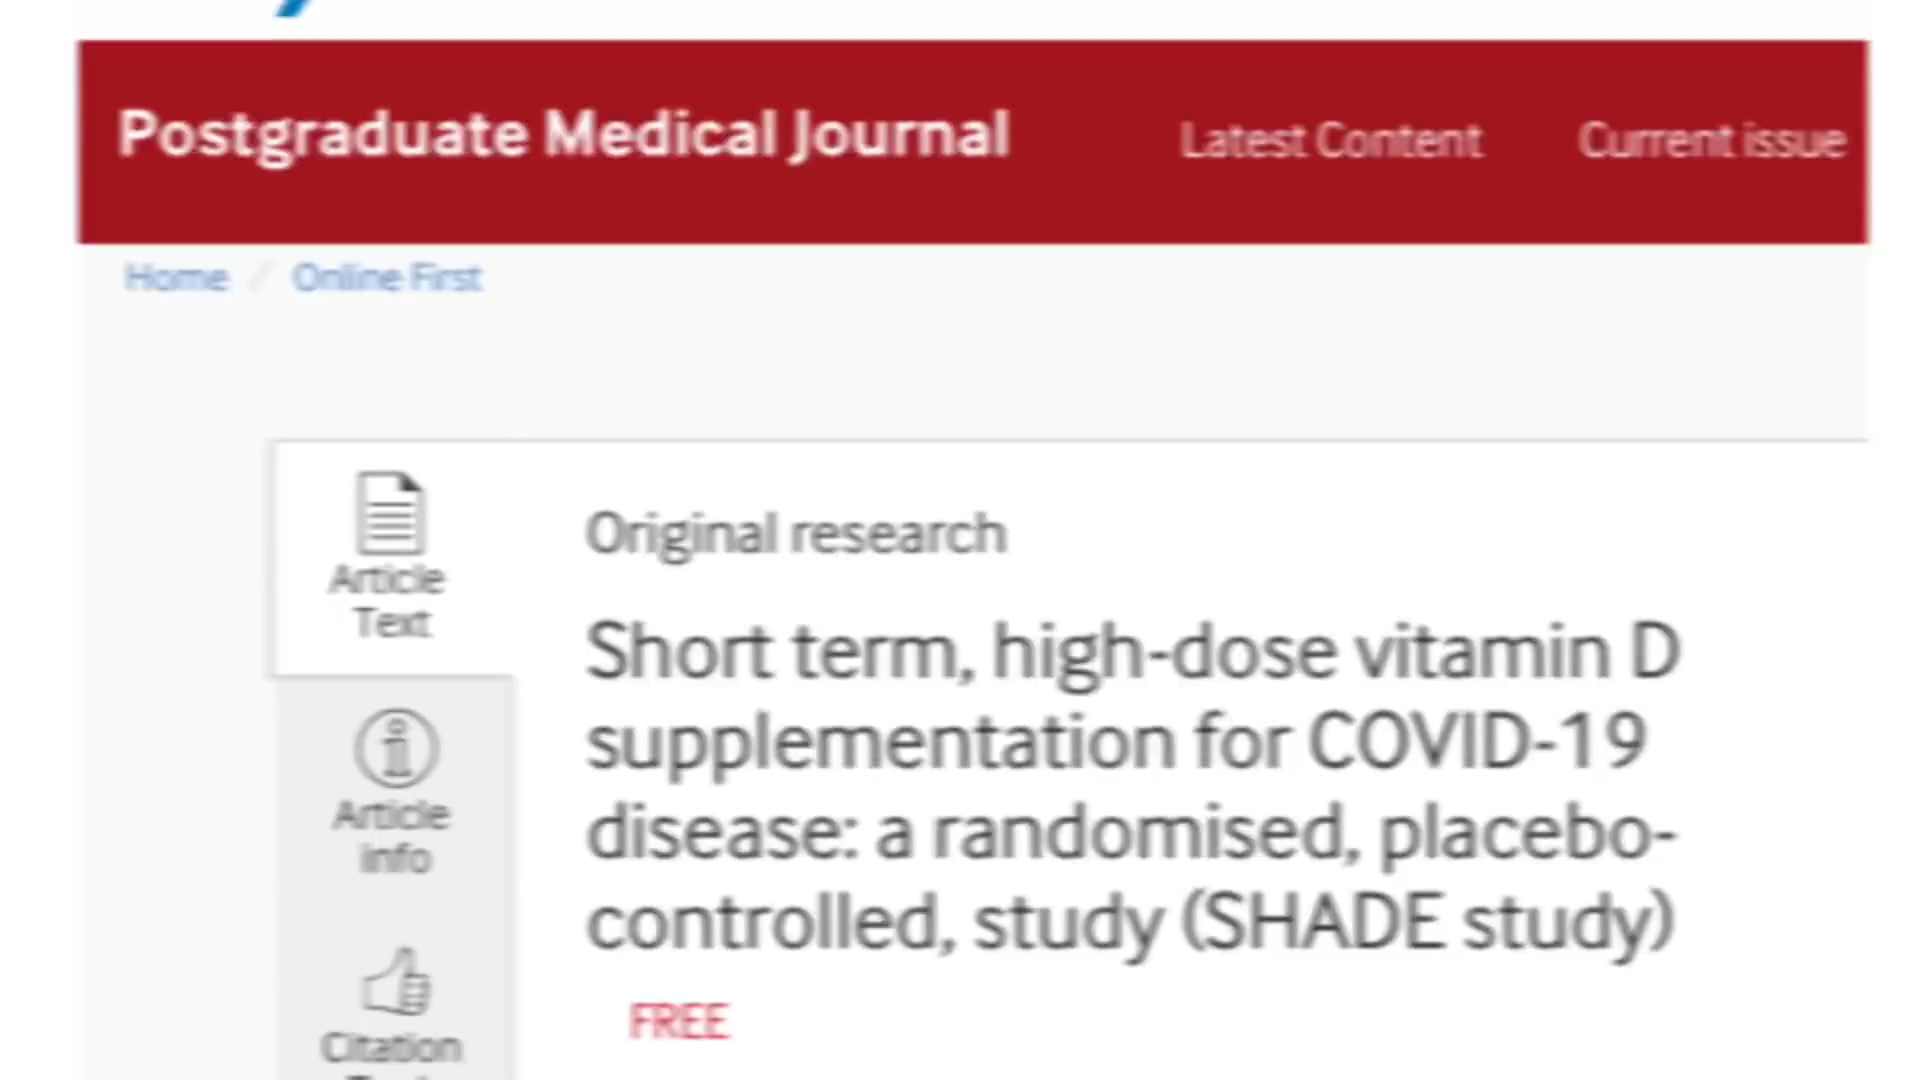 Postgraduate Medical Journal
Latest Content
Current issue
Home / Online First
Article
Text
Original research
Short term, high-dose vitamin D
supplementation for COVID-19
disease: a randomised, placebo-
controlled, study (SHADE study)
FREE
Article
info
Citation